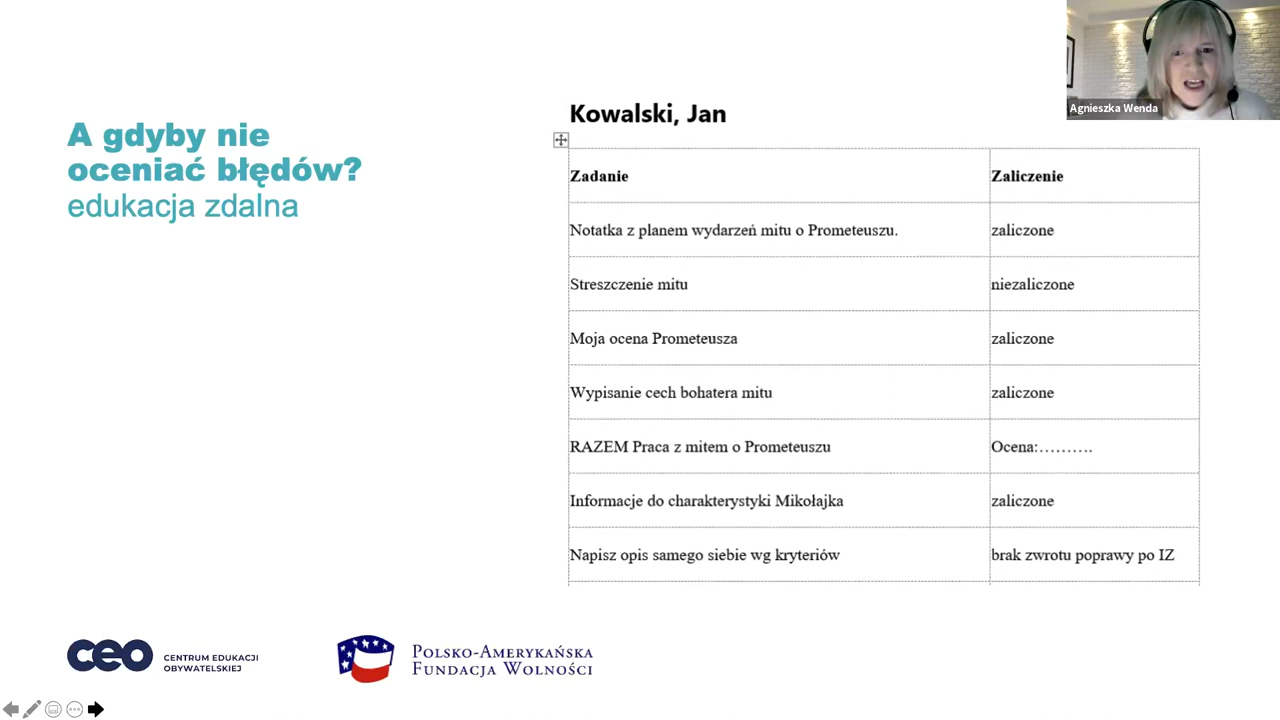 Agnieszka Wenda
A gdyby nie
oceniać błędów?
edukacja zdalna
Kowalski, Jan
Zadanie Zaliczenie
Notatka z planem wydarzeń mitu o Prometeuszu. zaliczone
Streszczenie mitu niezaliczone
Moja ocena Prometeusza zaliczone
Wypisanie cech bohatera mitu zaliczone
RAZEM Praca z mitem o Prometeuszu Ocena:……….
Informacje do charakterystyki Mikołajka zaliczone
Napisz opis samego siebie wg kryteriów brak zwrotu poprawy po IZ
ceo CENTRUM EDUKACJI
OBYWATELSKIEJ
POLSKO-AMERYKAŃSKA
FUNDACJA WOLNOŚCI